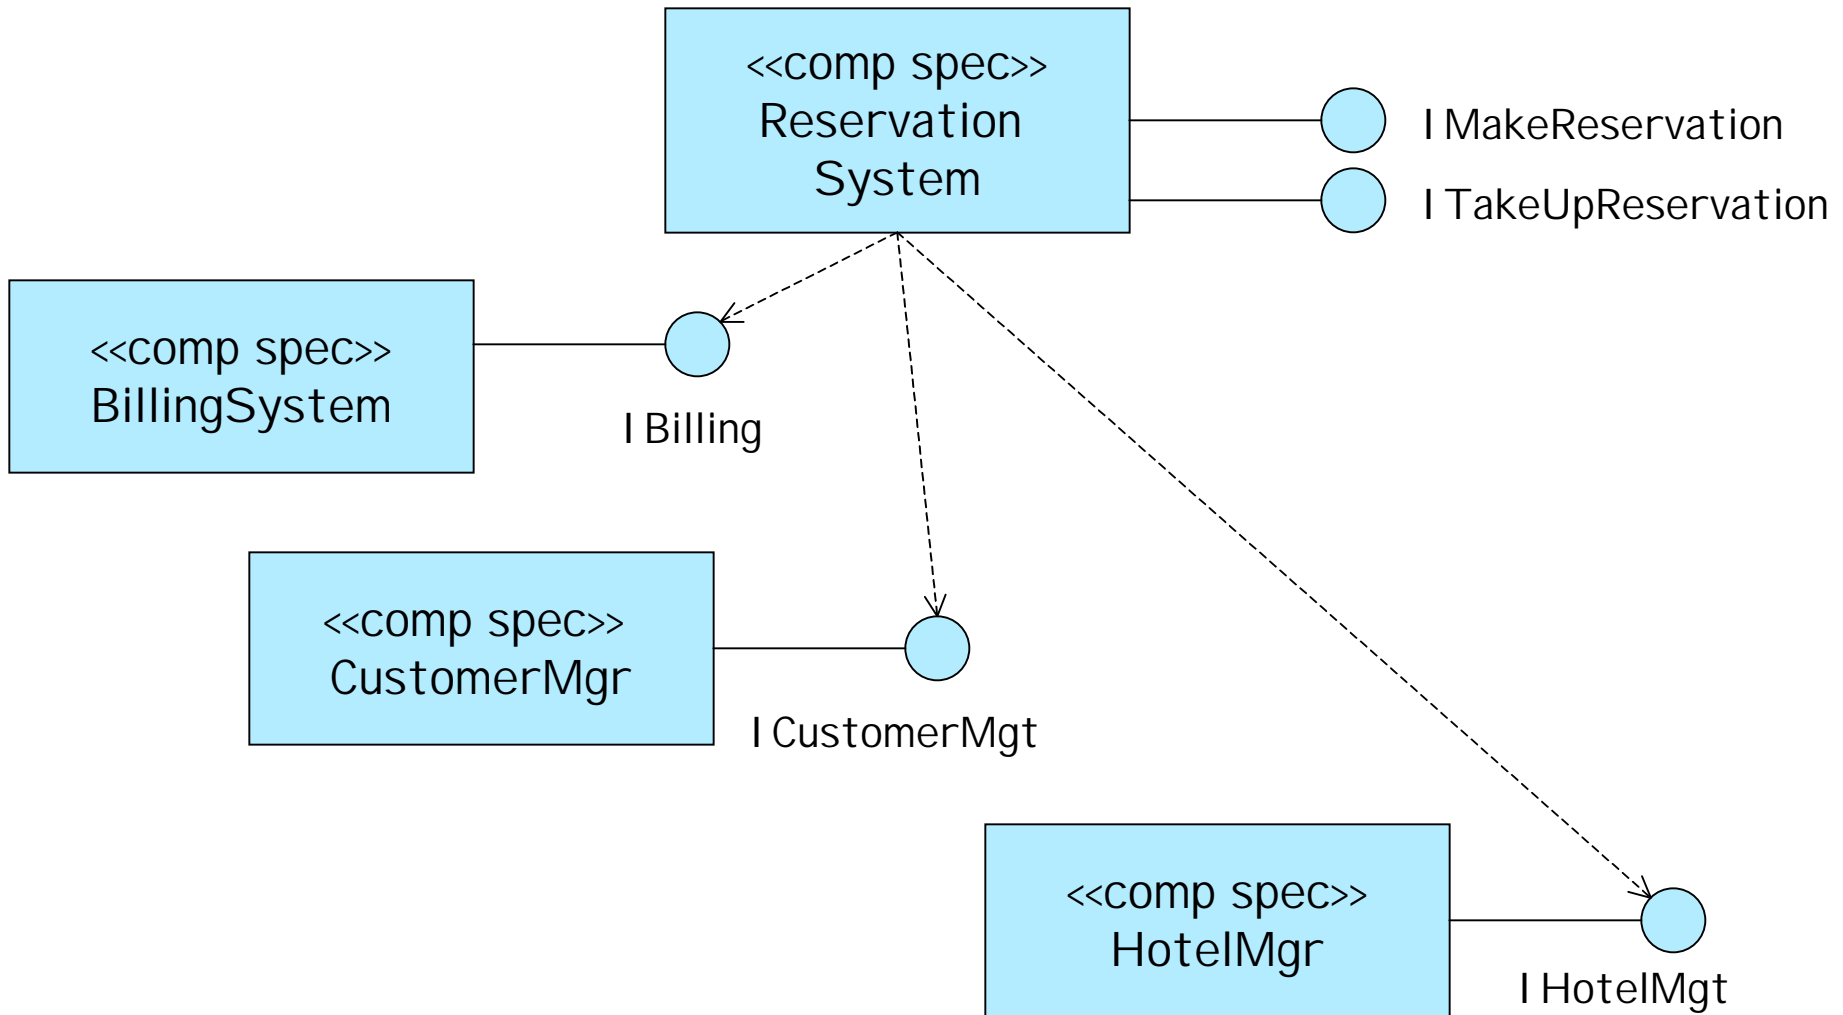 <<comp spec>>
Reservation
System
IMakeReservation
ITakeUpReservation
<<comp spec>>
BillingSystem
IBilling
<<comp spec>>
CustomerMgr
ICustomerMgt
<<comp spec>>
HotelMgr
IHotelMgt